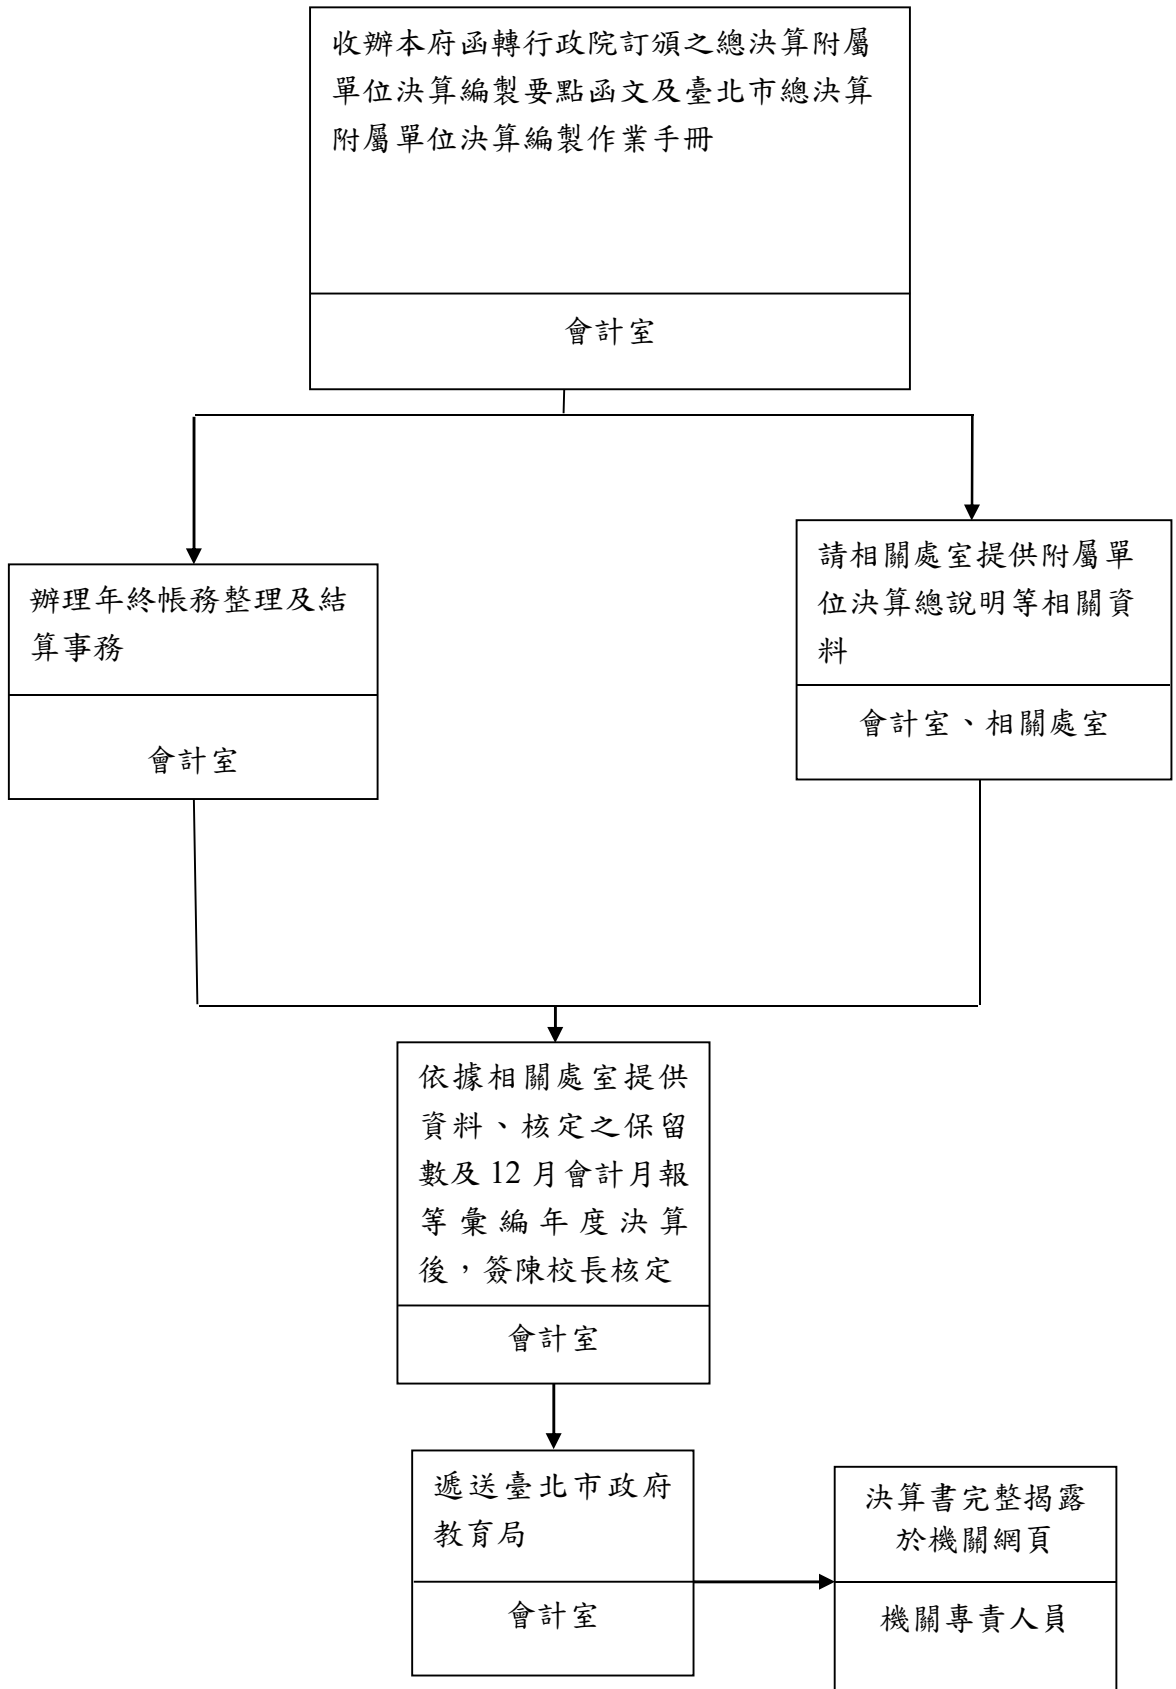 收辦本府函轉行政院訂頒之總決算附屬
單位決算編製要點函文及臺北市總決算
附屬單位決算編製作業手冊
會計室
辦理年終帳務整理及結
算事務
會計室
請相關處室提供附屬單
位決算總說明等相關資
料
會計室、相關處室
依據相關處室提供
資料、核定之保留
數及 12 月會計月報
等彙編年度決算
後，簽陳校長核定
會計室
遞送臺北市政府
教育局
會計室
決算書完整揭露
於機關網頁
機關專責人員